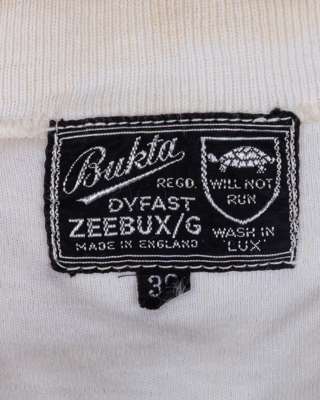 Bukta
REGD.
DYFAST
ZEEBUX/G
MADE IN ENGLAND
WILL NOT
RUN
WASH IN
'LUX'